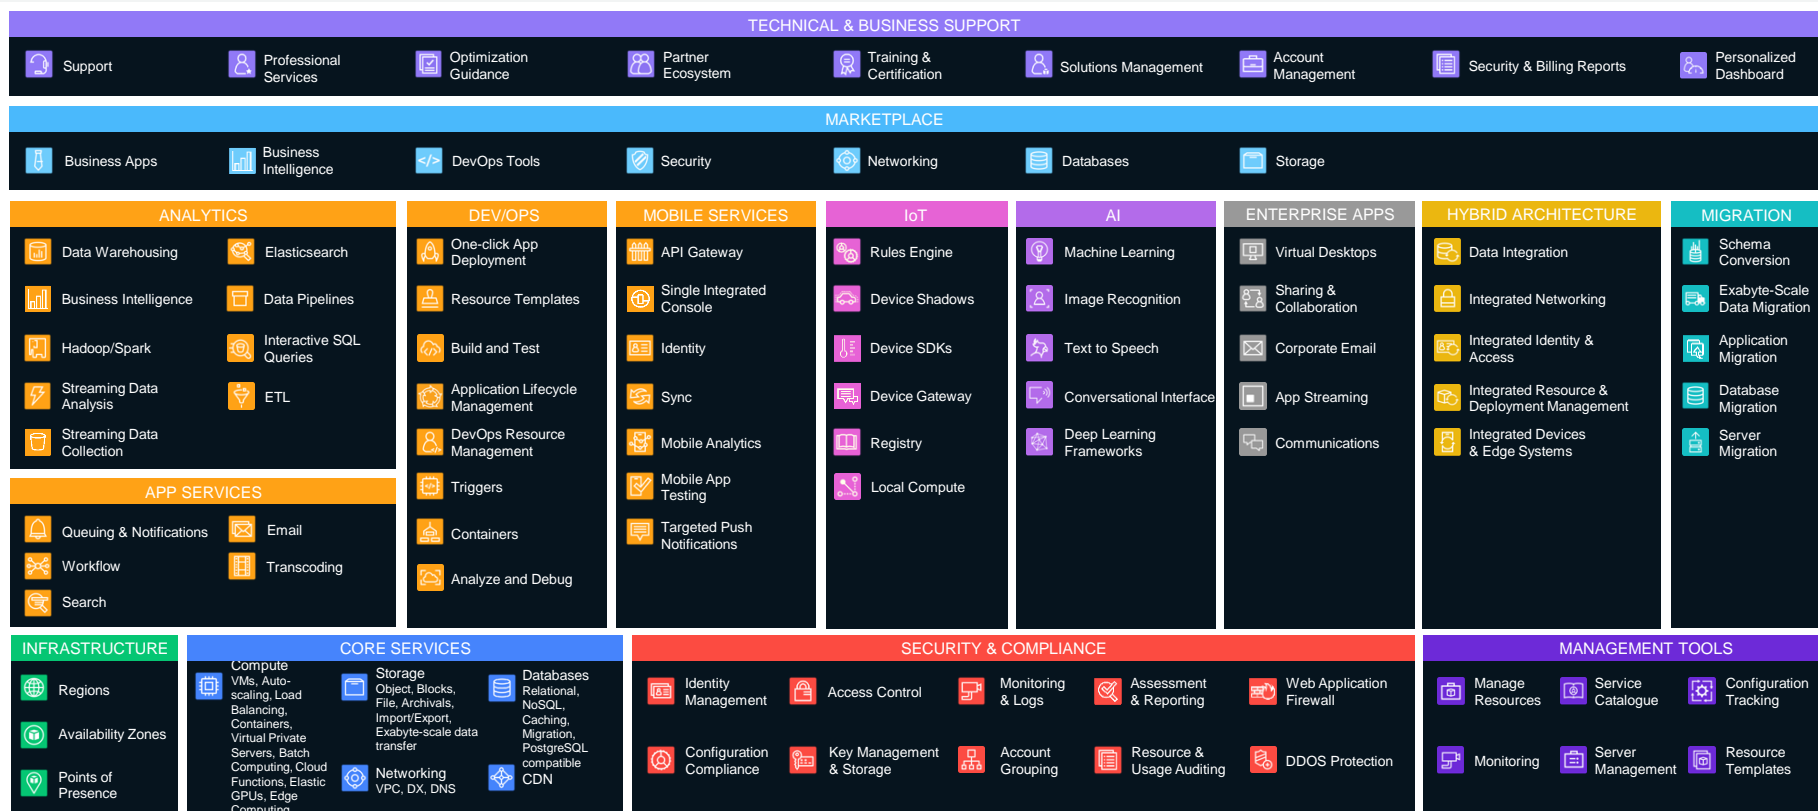 TECHNICAL & BUSINESS SUPPORT
Support
Professional
Services
Optimization
Guidance
Partner
Ecosystem
Training &
Certification
Solutions Management
Account
Management
Security & Billing Reports
Personalized
Dashboard
MARKETPLACE
Business Apps
Business
Intelligence
DevOps Tools
Security
Networking
Databases
Storage
ANALYTICS
Data Warehousing
Business Intelligence
Hadoop/Spark
Streaming Data
Analysis
Streaming Data
Collection
Elasticsearch
Data Pipelines
Interactive SQL
Queries
ETL
APP SERVICES
Queuing & Notifications
Workflow
Search
Email
Transcoding
DEV/OPS
One-click App
Deployment
Resource Templates
Build and Test
Application Lifecycle
Management
DevOps Resource
Management
Triggers
Containers
Analyze and Debug
MOBILE SERVICES
API Gateway
Single Integrated
Console
Identity
Sync
Mobile Analytics
Mobile App
Testing
Targeted Push
Notifications
IoT
Rules Engine
Device Shadows
Device SDKs
Device Gateway
Registry
Local Compute
AI
Machine Learning
Image Recognition
Text to Speech
Conversational Interface
Deep Learning
Frameworks
ENTERPRISE APPS
Virtual Desktops
Sharing &
Collaboration
Corporate Email
App Streaming
Communications
HYBRID ARCHITECTURE
Data Integration
Integrated Networking
Integrated Identity &
Access
Integrated Resource &
Deployment Management
Integrated Devices
& Edge Systems
MIGRATION
Schema
Conversion
Exabyte-Scale
Data Migration
Application
Migration
Database
Migration
Server
Migration
INFRASTRUCTURE
Regions
Availability Zones
Points of
Presence
CORE SERVICES
Compute
VMs, Auto-
scaling, Load
Balancing,
Containers,
Virtual Private
Servers, Batch
Computing, Cloud
Functions, Elastic
GPUs, Edge
Computing
Storage
Object, Blocks,
File, Archivals,
Import/Export,
Exabyte-scale data
transfer
Networking
VPC, DX, DNS
Databases
Relational,
NoSQL,
Caching,
Migration,
PostgreSQL
compatible
CDN
SECURITY & COMPLIANCE
Identity
Management
Access Control
Monitoring
& Logs
Assessment
& Reporting
Web Application
Firewall
Configuration
Compliance
Key Management
& Storage
Account
Grouping
Resource &
Usage Auditing
DDOS Protection
MANAGEMENT TOOLS
Manage
Resources
Service
Catalogue
Configuration
Tracking
Monitoring
Server
Management
Resource
Templates